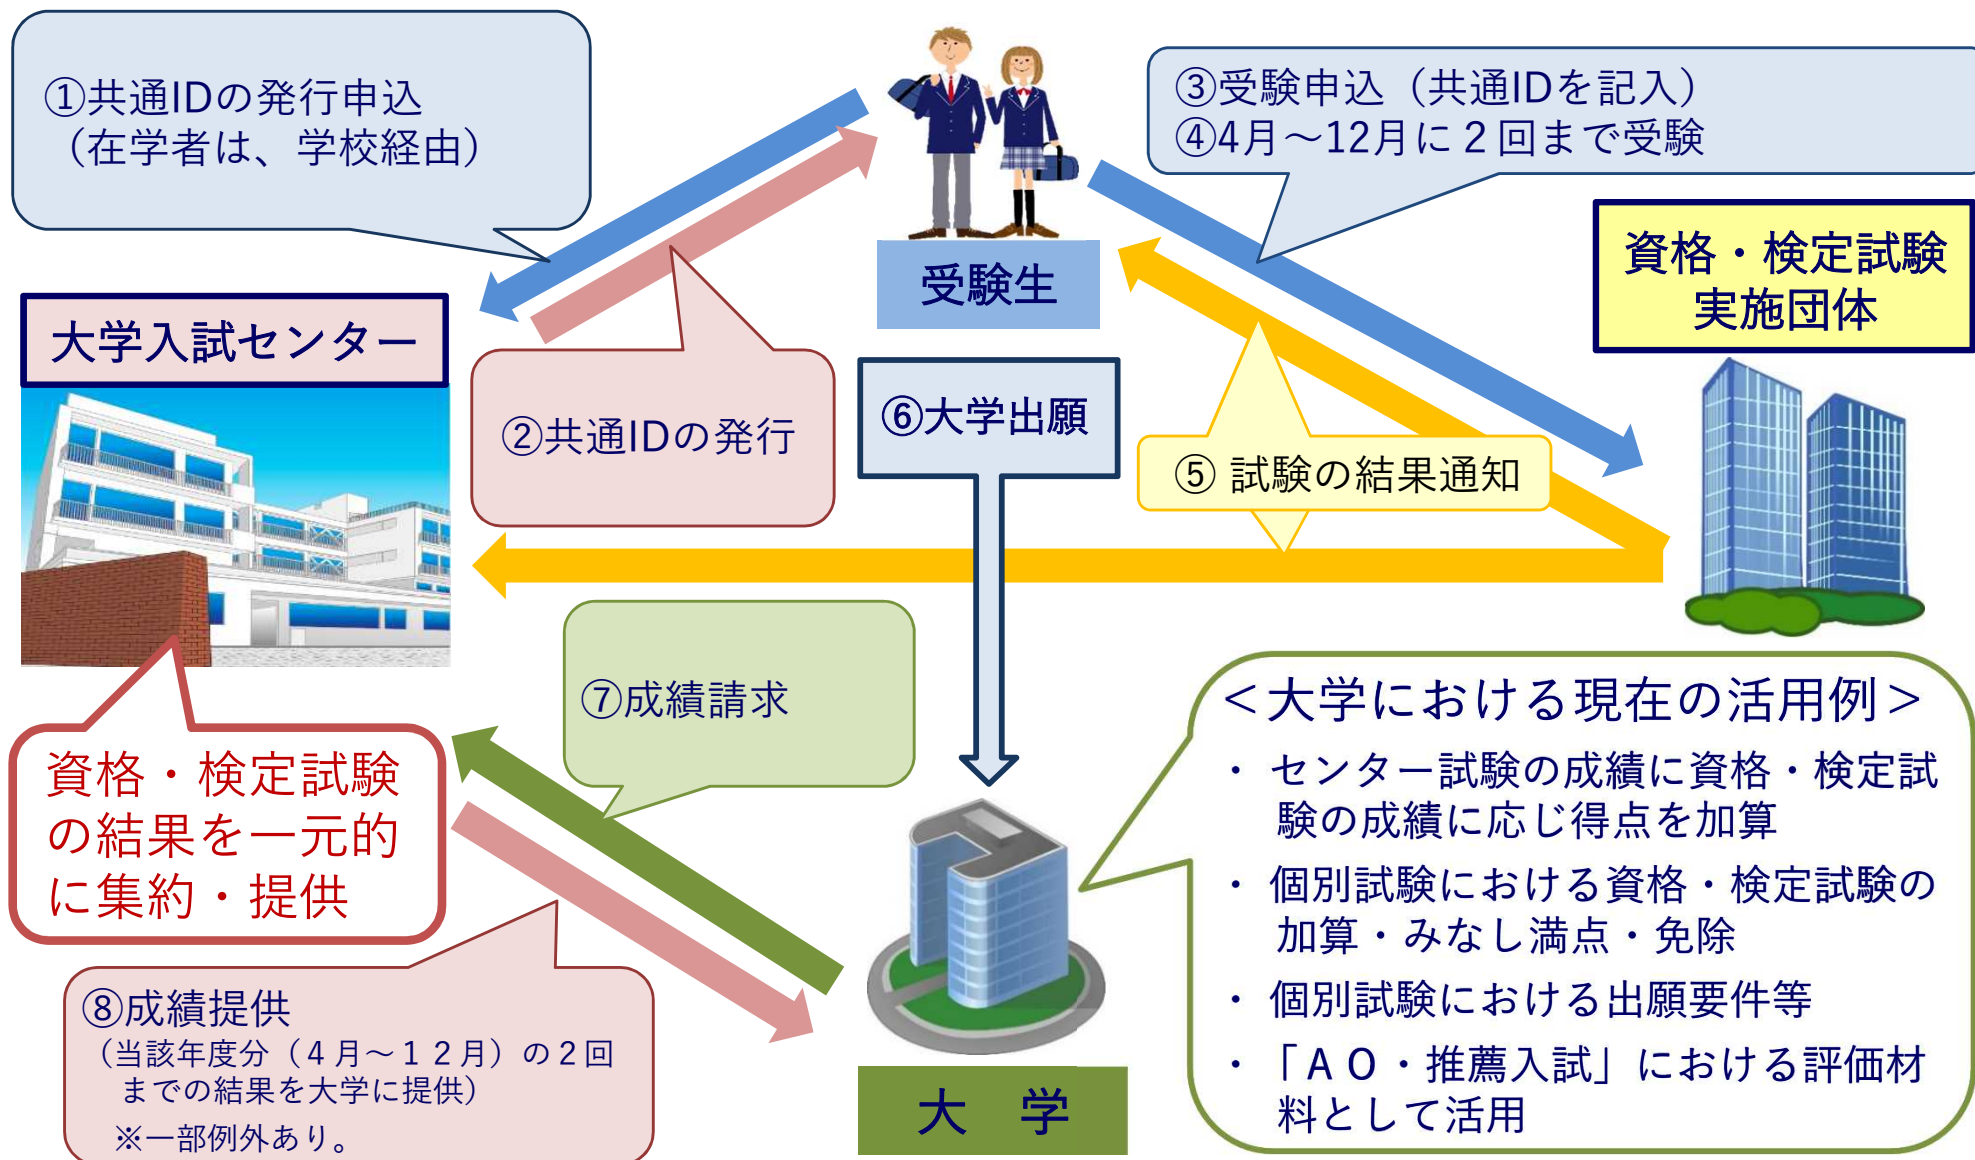 ①共通IDの発行申込
（在学者は、学校経由）
③受験申込（共通IDを記入）
④4月～12月に２回まで受験
受験生
資格・検定試験
実施団体
大学入試センター
②共通IDの発行
⑥大学出願
⑤ 試験の結果通知
⑦成績請求
資格・検定試験
の結果を一元的
に集約・提供
＜大学における現在の活用例＞
・ センター試験の成績に資格・検定試
験の成績に応じ得点を加算
・ 個別試験における資格・検定試験の
加算・みなし満点・免除
・ 個別試験における出願要件等
・ 「ＡＯ・推薦入試」における評価材
料として活用
⑧成績提供
（当該年度分（４月～１２月）の２回
までの結果を大学に提供）
※一部例外あり。
大　学